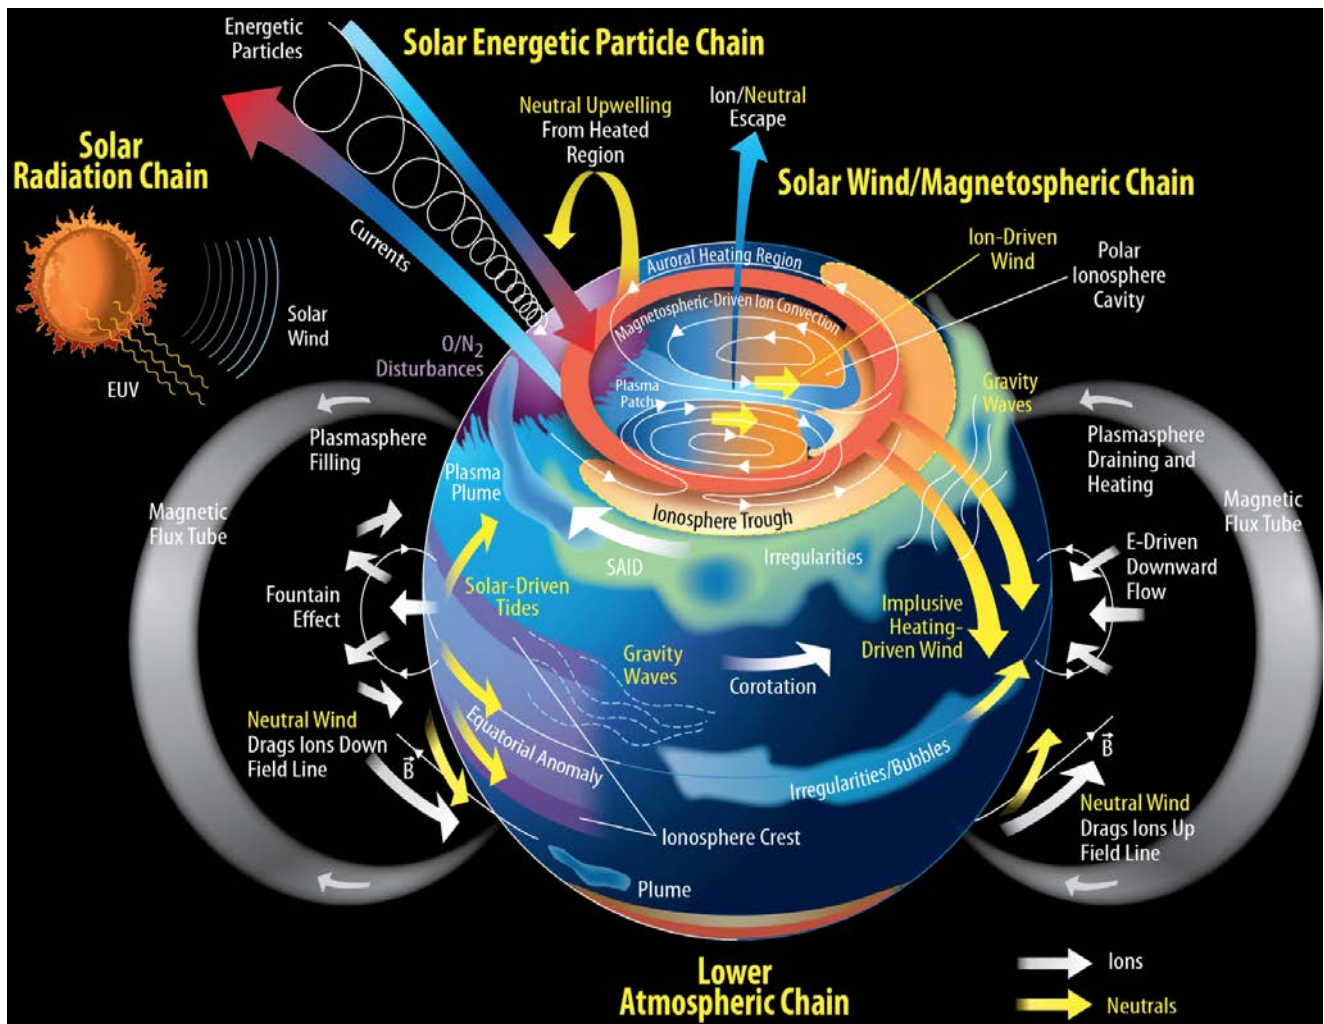 Energetic
Particles
Solar Energetic Particle Chain
Neutral Upwelling
From Heated
Region
Ion/Neutral
Escape
Solar
Radiation Chain
Solar Wind/Magnetospheric Chain
Currents
Ion-Driven
Wind
Polar
Ionosphere
Cavity
Auroral Heating Region
Magnetospheric-Driven Ion Convection
Solar
Wind
EUV
O/N2
Disturbances
Plasma
Patch
Gravity
Waves
Plasmasphere
Filling
Plasma
Plume
Plasmasphere
Draining and
Heating
Magnetic
Flux Tube
Magnetic
Flux Tube
Ionosphere Trough
SAID
Irregularities
E-Driven
Downward
Flow
Fountain
Effect
Solar-Driven
Tides
Implusive
Heating-
Driven Wind
Gravity
Waves
Corotation
Neutral Wind
Drags Ions Down
Field Line
B
Equatorial Anomaly
Irregularities/Bubbles
B
Neutral Wind
Drags Ions Up
Field Line
Ionosphere Crest
Plume
Lower
Atmospheric Chain
Ions
Neutrals